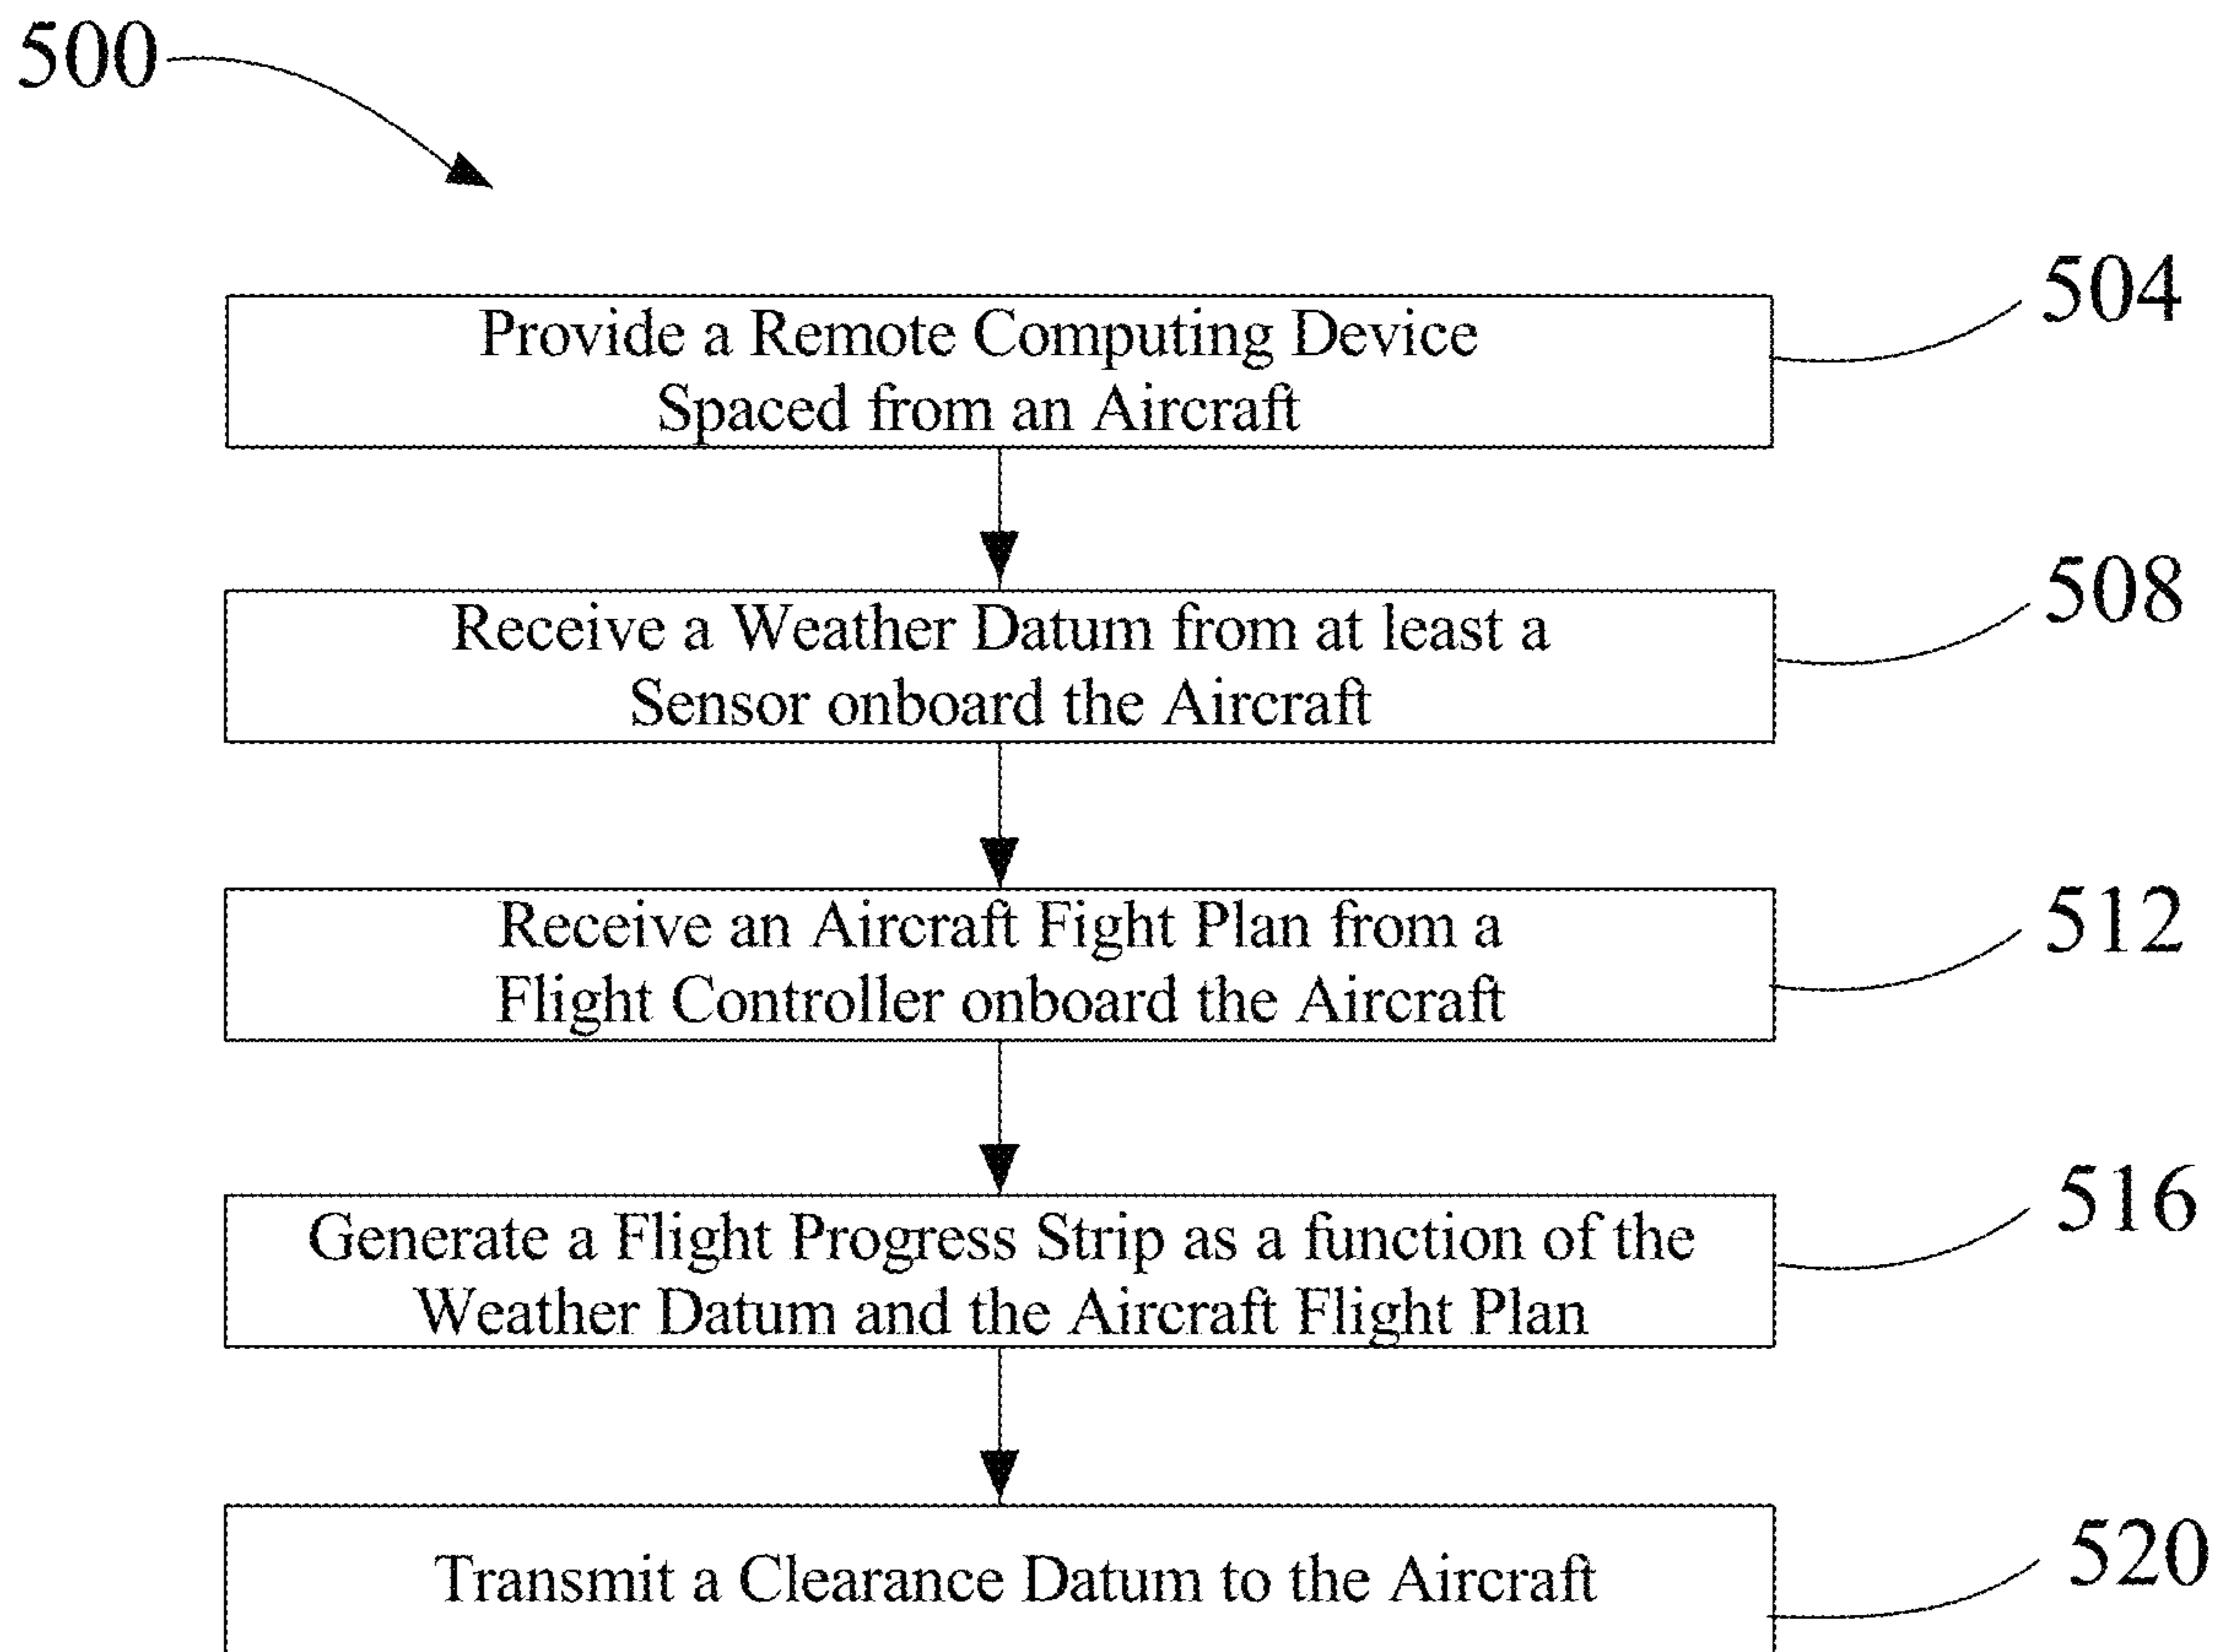 500
504
Provide a Remote Computing Device
Spaced from an Aircraft
508
Receive a Weather Datum from at least a
Sensor onboard the Aircraft
512
Receive an Aircraft Fight Plan from a
Flight Controller onboard the Aircraft
516
Generate a Flight Progress Strip as a function of the
Weather Datum and the Aircraft Flight Plan
520
Transmit a Clearance Datum to the Aircraft